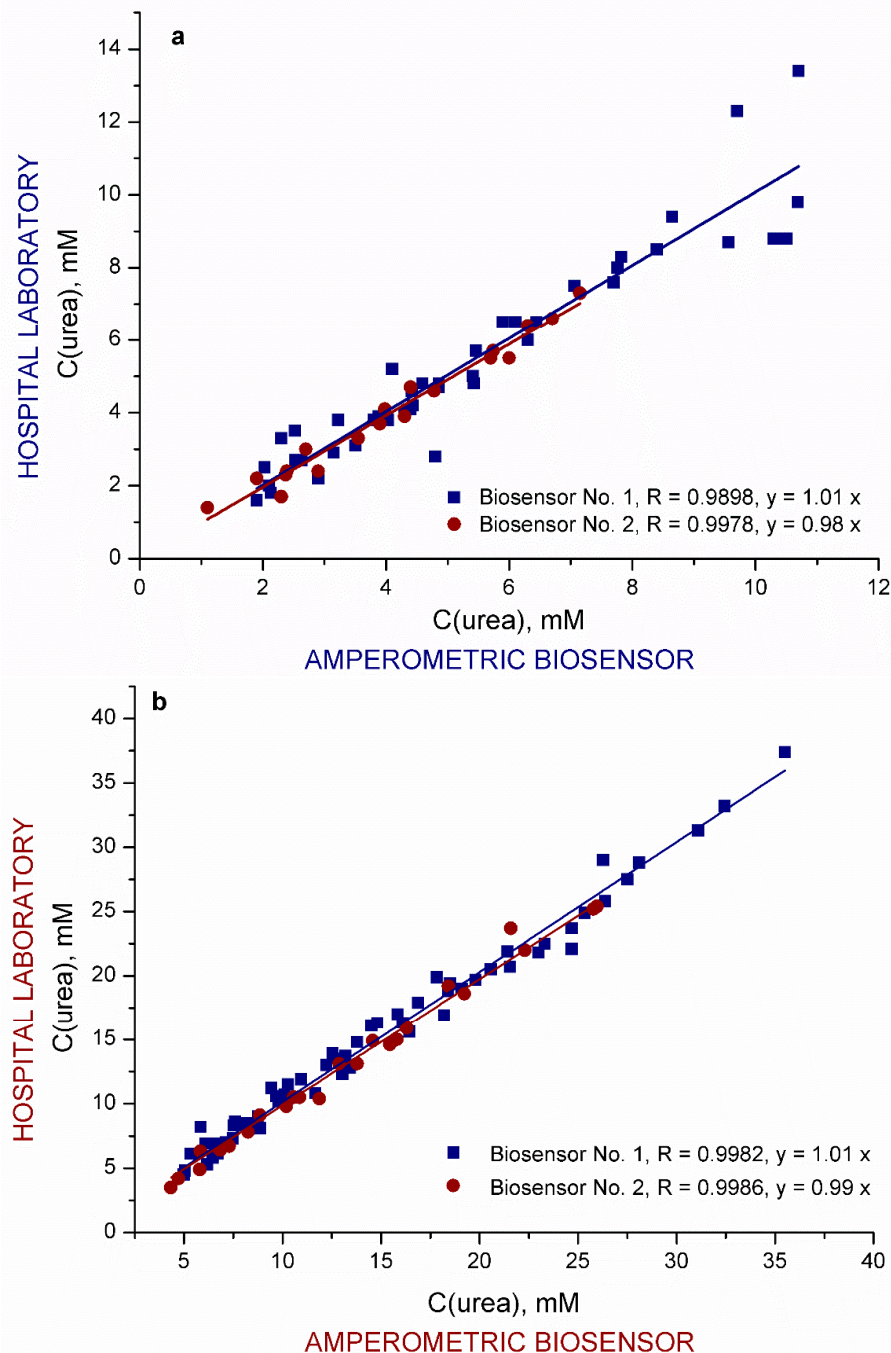 a
14
12
10
8
6
4
2
0
HOSPITAL LABORATORY
C(urea), mM
Biosensor No. 1, R = 0.9898, y = 1.01 x
Biosensor No. 2, R = 0.9978, y = 0.98 x
0 2 4 6 8 10 12
C(urea), mM
AMPEROMETRIC BIOSENSOR
b
40
35
30
25
20
15
10
5
0
HOSPITAL LABORATORY
C(urea), mM
Biosensor No. 1, R = 0.9982, y = 1.01 x
Biosensor No. 2, R = 0.9986, y = 0.99 x
5 10 15 20 25 30 35 40
C(urea), mM
AMPEROMETRIC BIOSENSOR